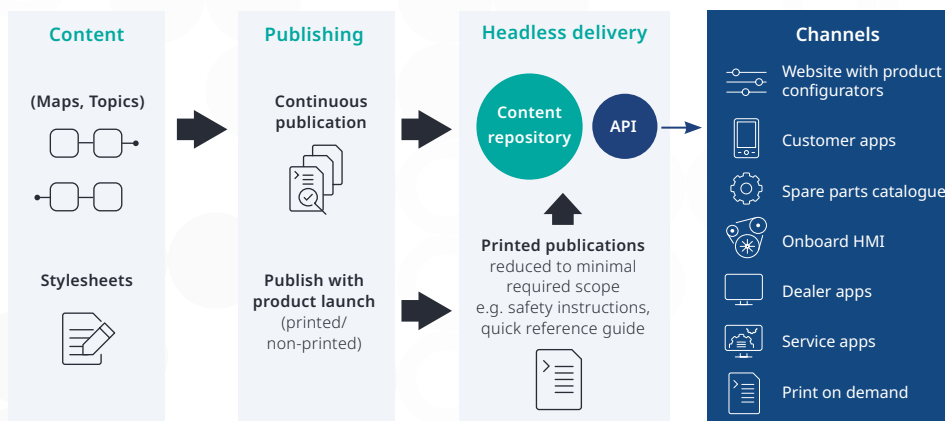 Content
(Maps, Topics)
Stylesheets
Publishing
Continuous
publication
Publish with
product launch
(printed/
non-printed)
Headless delivery
Content
repository
API
Printed publications
reduced to minimal
required scope
e.g. safety instructions,
quick reference guide
Channels
Website with product
configurators
Customer apps
Spare parts catalogue
Onboard HMI
Dealer apps
Service apps
Print on demand